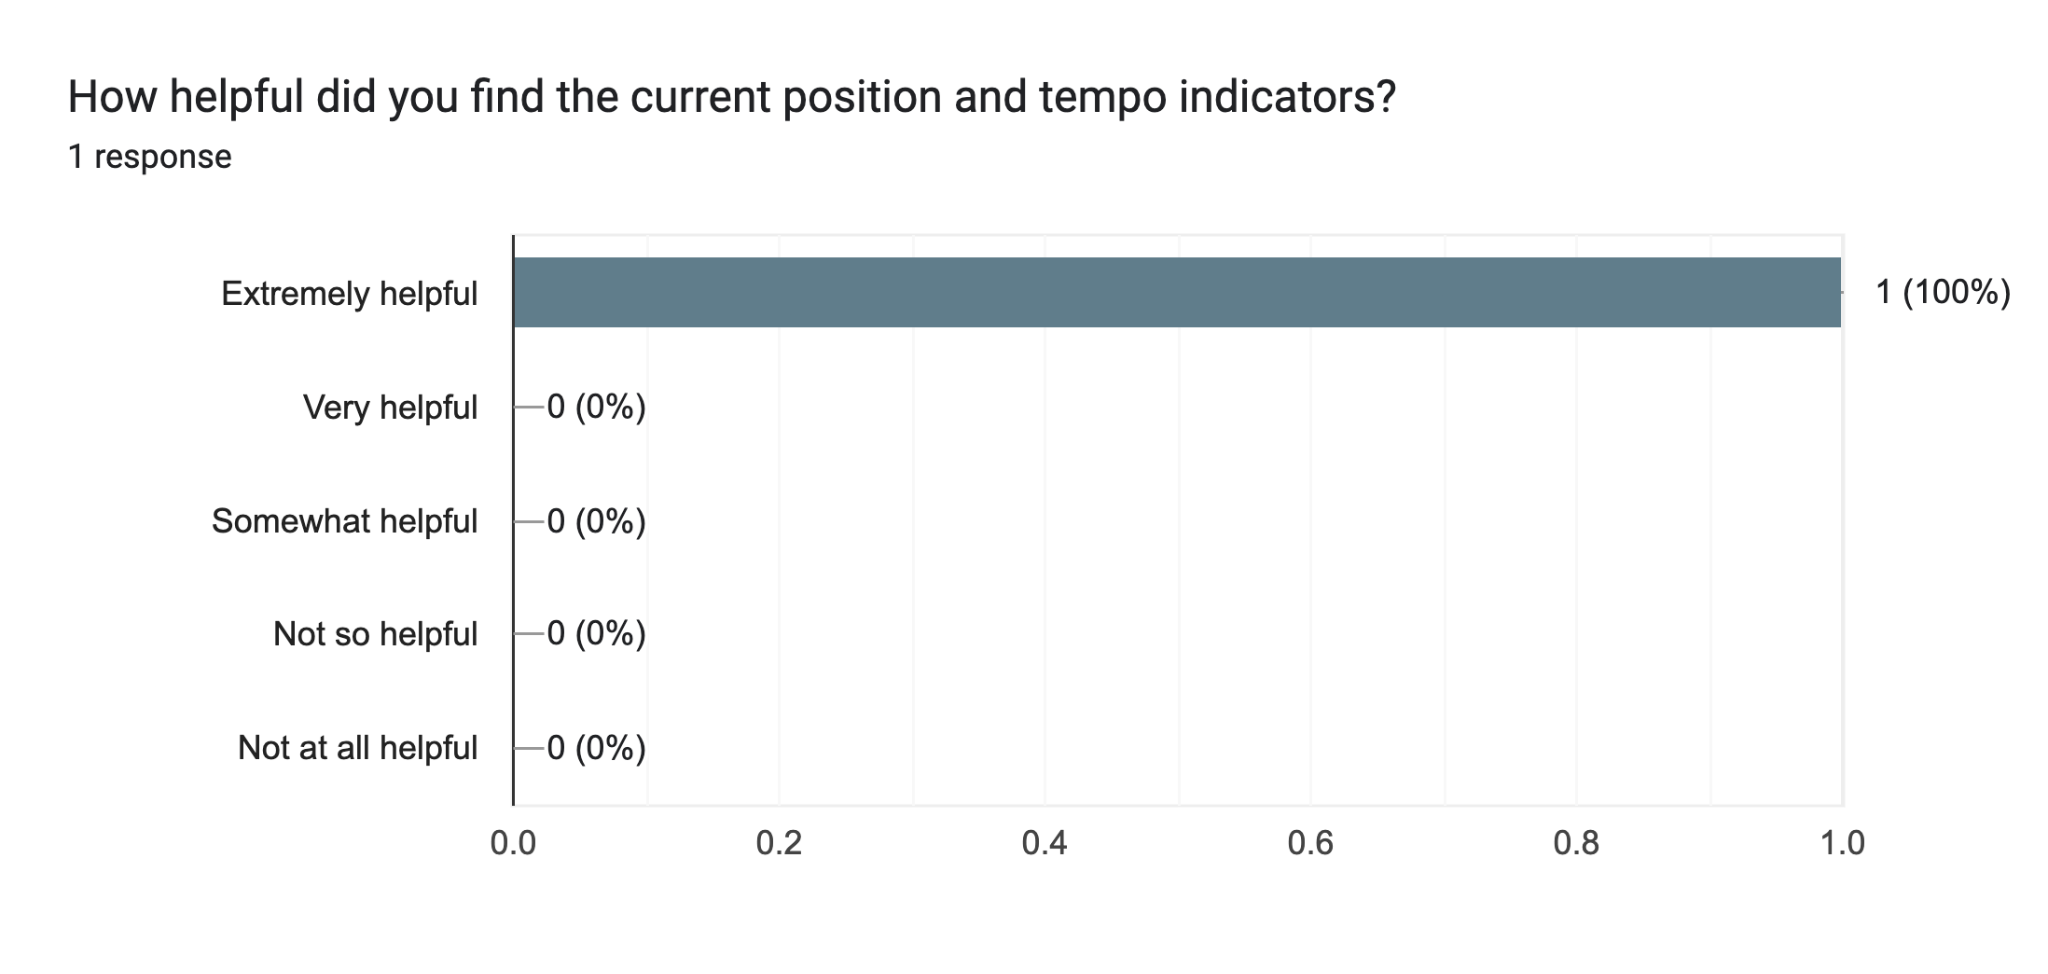 How helpful did you find the current position and tempo indicators?
1 response
Extremely helpful
1 (100%)
Very helpful
0 (0%)
Somewhat helpful
0 (0%)
Not so helpful
0 (0%)
Not at all helpful
0 (0%)
0.0 0.2 0.4 0.6 0.8 1.0